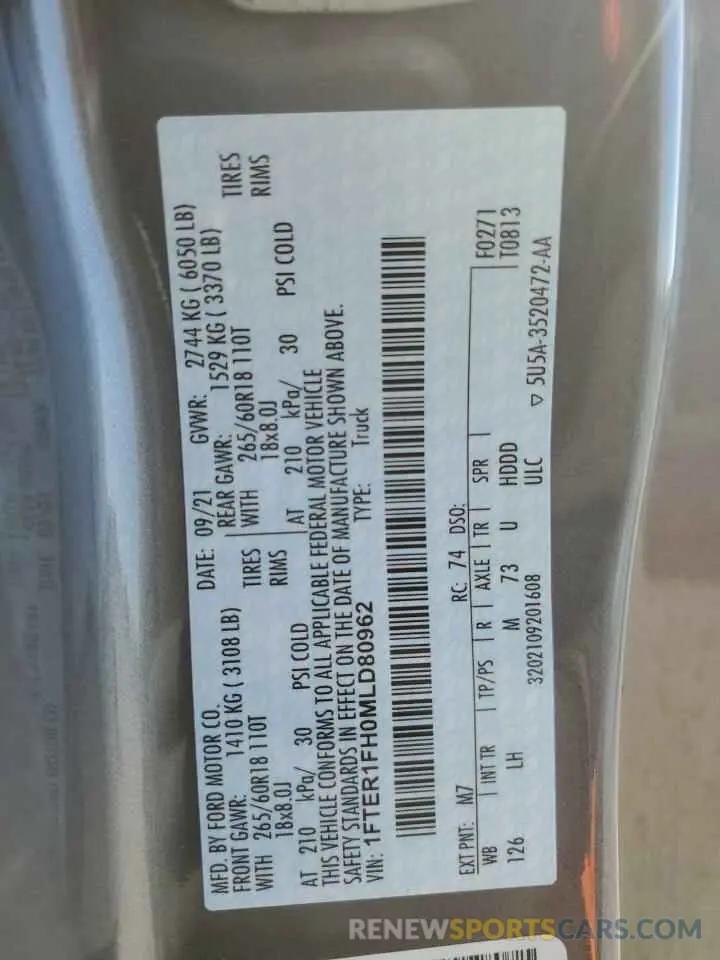 MFD. BY FORD MOTOR CO.
DATE: 09/21 GVWR: 2744 KG ( 6050 LB)
FRONT GAWR: 1410 KG ( 3108 LB) REAR GAWR: 1529 KG ( 3370 LB)
WITH 265/60R18 110T TIRES WITH 265/60R18 110T TIRES
18x8.0J RIMS 18x8.0J RIMS
AT 210 kPa/ 30 PSI COLD AT 210 kPa/ 30 PSI COLD
THIS VEHICLE CONFORMS TO ALL APPLICABLE FEDERAL MOTOR VEHICLE
SAFETY STANDARDS IN EFFECT ON THE DATE OF MANUFACTURE SHOWN ABOVE.
VIN: 1FTER1FH0MLD80962 TYPE: Truck
EXT PNT: M7 RC: 74 DSO: F0271
WB INT TR TP/PS R AXLE TR SPR T0813
126 LH M 73 U HDDD
3202109201608 ULC ▽ 5U5A-3520472-AA
RENEWSPORTSCARS.COM